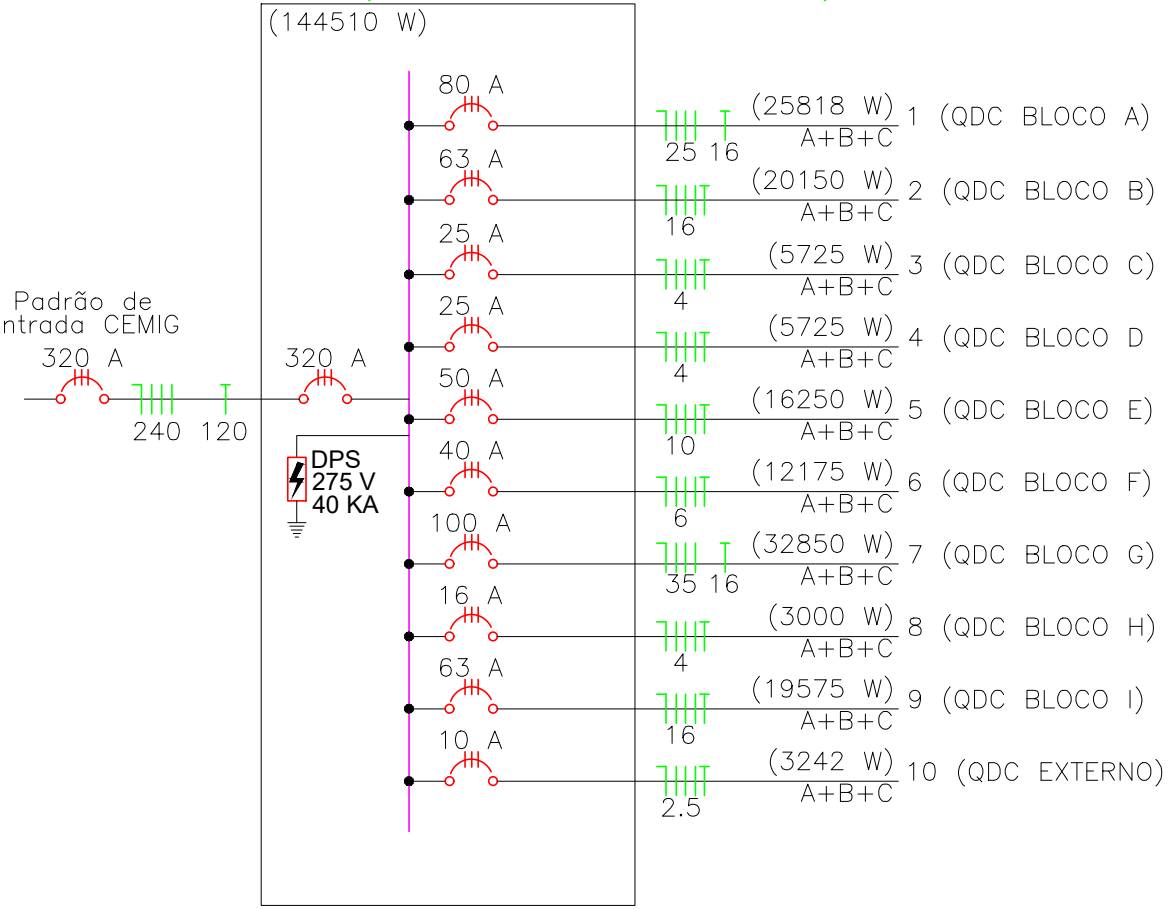 (144510 W)
80 A
(25818 W)
1 (QDC BLOCO A)
A+B+C
25 16
63 A
(20150 W)
2 (QDC BLOCO B)
A+B+C
16
25 A
(5725 W)
3 (QDC BLOCO C)
A+B+C
4
25 A
(5725 W)
4 (QDC BLOCO D
A+B+C
4
Padrão de
ntrada CEMIG
320 A
320 A
240 120
50 A
(16250 W)
5 (QDC BLOCO E)
A+B+C
10
DPS
275 V
40 KA
40 A
(12175 W)
6 (QDC BLOCO F)
A+B+C
6
100 A
(32850 W)
7 (QDC BLOCO G)
A+B+C
35 16
16 A
(3000 W)
8 (QDC BLOCO H)
A+B+C
4
63 A
(19575 W)
9 (QDC BLOCO I)
A+B+C
16
10 A
(3242 W)
10 (QDC EXTERNO)
A+B+C
2.5